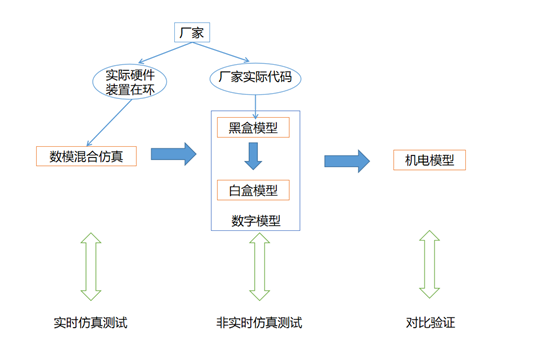 厂家
实际硬件
装置在环
厂家实际代码
黑盒模型
数模混合仿真
机电模型
白盒模型
数字模型
实时仿真测试
非实时仿真测试
对比验证